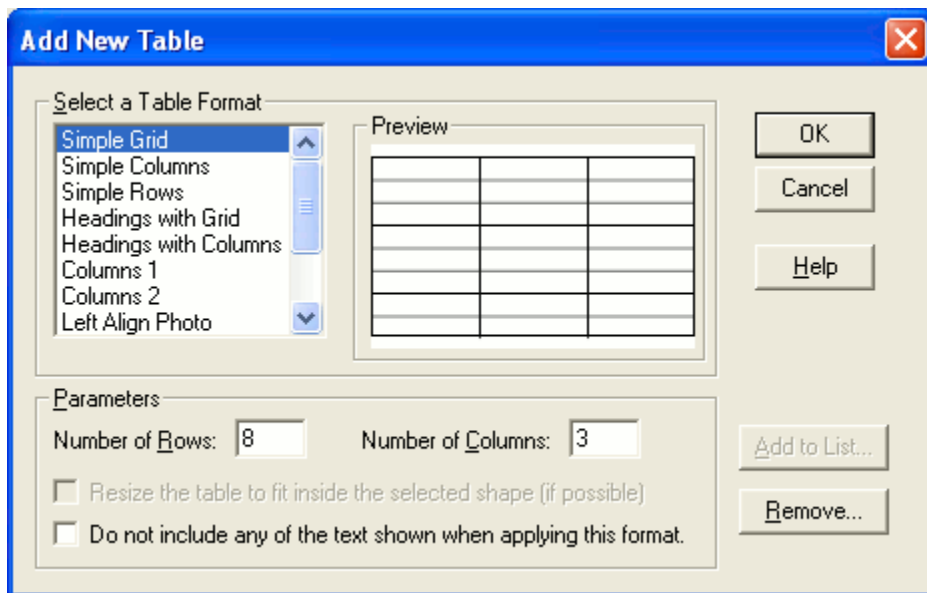 Add New Table
Select a Table Format
Simple Grid
Simple Columns
Simple Rows
Headings with Grid
Headings with Columns
Columns 1
Columns 2
Left Align Photo
Preview
OK
Cancel
Help
Parameters
Number of Rows: 8 Number of Columns: 3
Resize the table to fit inside the selected shape (if possible)
Do not include any of the text shown when applying this format.
Add to List...
Remove...